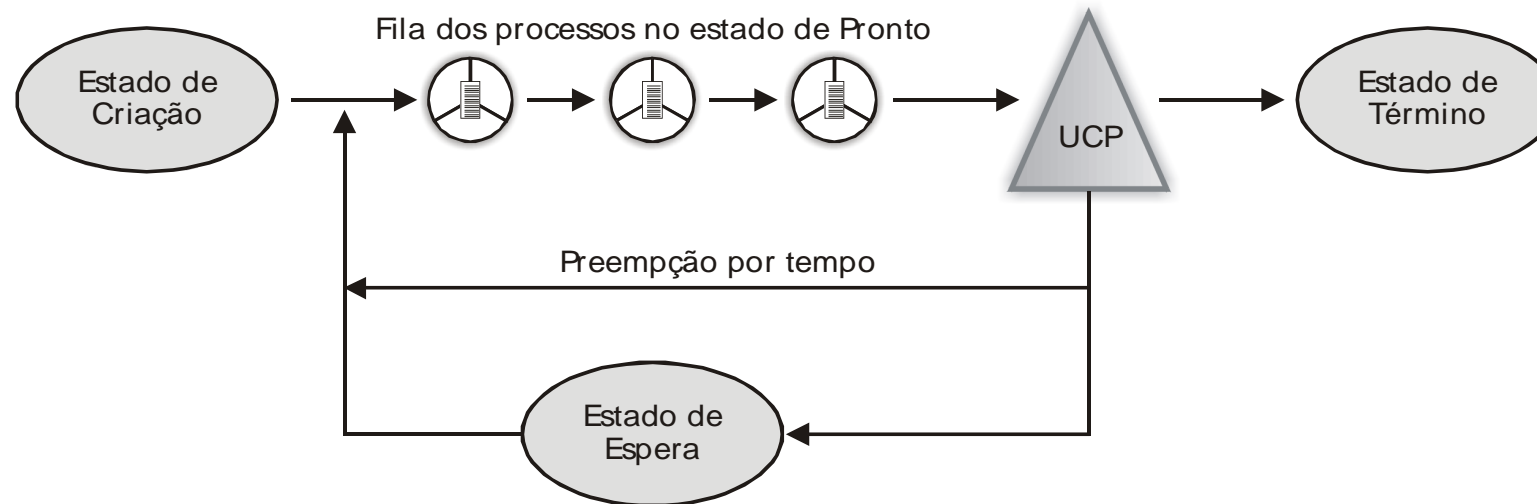 Fila dos processos no estado de Pronto
Estado de
Criação
UCP
Estado de
Término
Preempção por tempo
Estado de
Espera